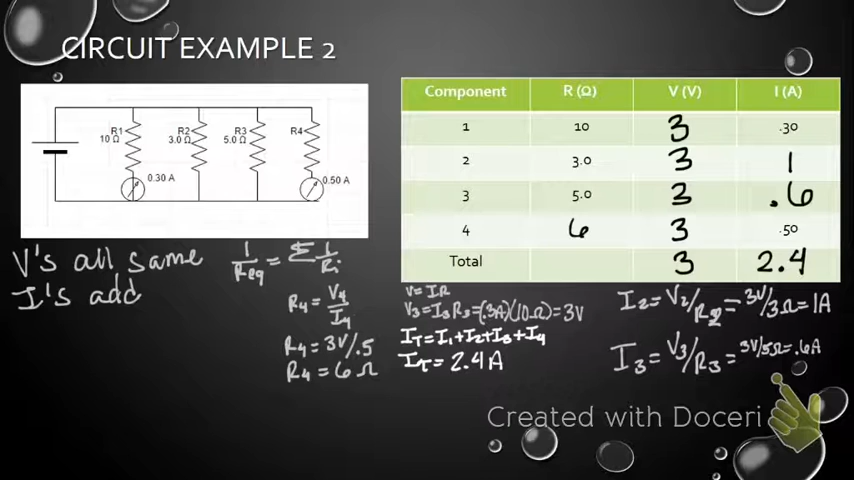 CIRCUIT EXAMPLE 2
R1
10 Ω
R2
3.0 Ω
R3
5.0 Ω
R4
0.30 A
0.50 A
Component R (Ω) V (V) I (A)
1 10 3 .30
2 3.0 3 1
3 5.0 3 .6
4 6 3 .50
Total 3 2.4
V's all same
I's add
1/Req = Σ 1/Ri
R4 = V4/I4
R4 = 3V/.5
R4 = 6 Ω
V = IR
V3 = I3 R3 = (.3A)(10Ω) = 3V
IT = I1 + I2 + I3 + I4
IT = 2.4 A
I2 = V2/R2 = 3V/3Ω = 1A
I3 = V3/R3 = 3V/5Ω = .6A
Created with Doceri